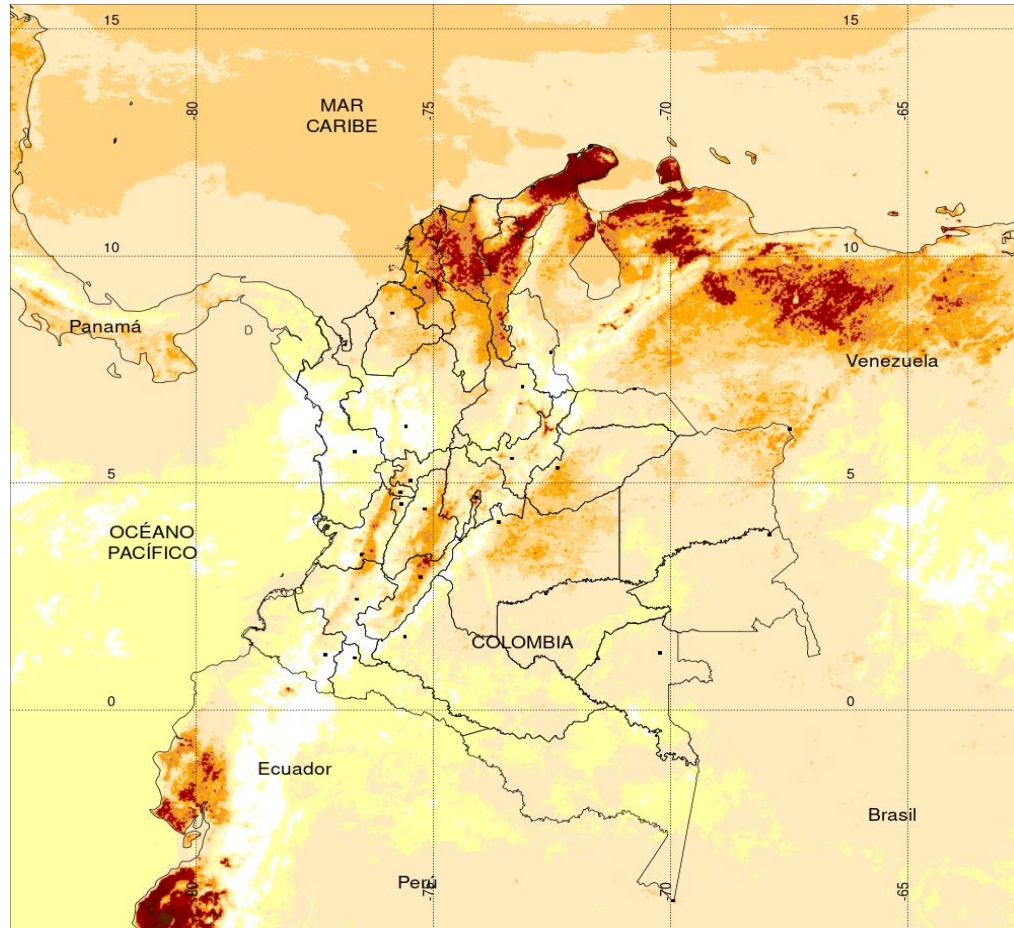 15
15
-80
-75
-70
-65
MAR
CARIBE
10
10
Panamá
Venezuela
5
5
OCÉANO
PACÍFICO
COLOMBIA
0
0
Ecuador
Brasil
Perú
-80
-75
-70
-65